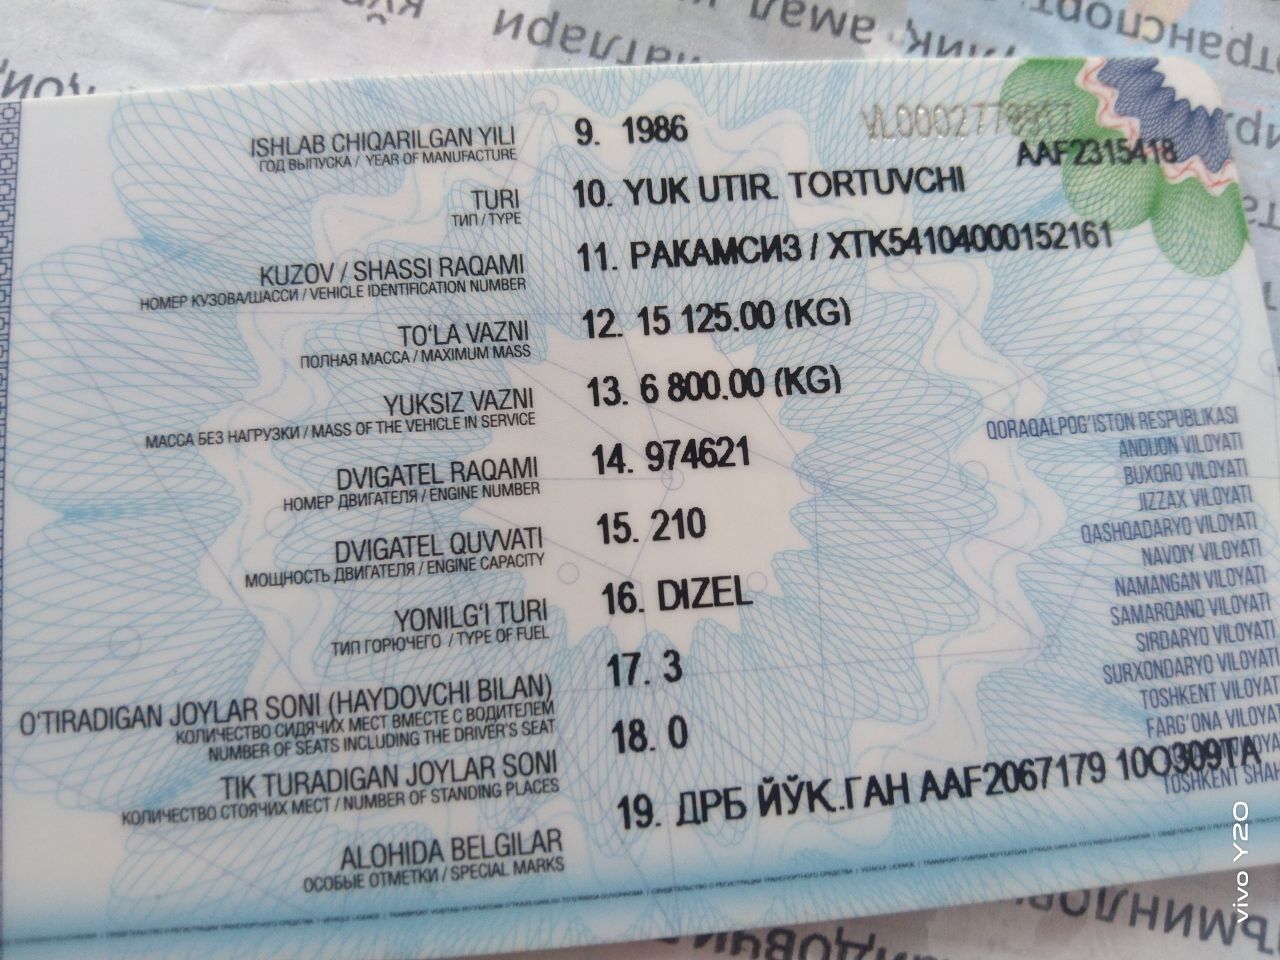 VL0002779917
AAF2315418
ISHLAB CHIQARILGAN YILI 9. 1986
ГОД ВЫПУСКА / YEAR OF MANUFACTURE
TURI 10. YUK UTIR. TORTUVCHI
ТИП / TYPE
KUZOV / SHASSI RAQAMI 11. РАКАМСИЗ / XTK54104000152161
НОМЕР КУЗОВА/ШАССИ / VEHICLE IDENTIFICATION NUMBER
TO'LA VAZNI 12. 15 125.00 (KG)
ПОЛНАЯ МАССА / MAXIMUM MASS
YUKSIZ VAZNI 13. 6 800.00 (KG)
МАССА БЕЗ НАГРУЗКИ / MASS OF THE VEHICLE IN SERVICE
DVIGATEL RAQAMI 14. 974621
НОМЕР ДВИГАТЕЛЯ / ENGINE NUMBER
DVIGATEL QUVVATI 15. 210
МОЩНОСТЬ ДВИГАТЕЛЯ / ENGINE CAPACITY
YONILG'I TURI 16. DIZEL
ТИП ГОРЮЧЕГО / TYPE OF FUEL
O'TIRADIGAN JOYLAR SONI (HAYDOVCHI BILAN) 17. 3
КОЛИЧЕСТВО СИДЯЧИХ МЕСТ ВМЕСТЕ С ВОДИТЕЛЕМ
NUMBER OF SEATS INCLUDING THE DRIVER'S SEAT
TIK TURADIGAN JOYLAR SONI 18. 0
КОЛИЧЕСТВО СТОЯЧИХ МЕСТ / NUMBER OF STANDING PLACES
ALOHIDA BELGILAR 19. ДРБ ЙЎҚ..ГАН AAF2067179 10Q309TA
ОСОБЫЕ ОТМЕТКИ / SPECIAL MARKS
QORAQALPOG'ISTON RESPUBLIKASI
ANDIJON VILOYATI
BUXORO VILOYATI
JIZZAX VILOYATI
QASHQADARYO VILOYATI
NAVOIY VILOYATI
NAMANGAN VILOYATI
SAMARQAND VILOYATI
SIRDARYO VILOYATI
SURXONDARYO VILOYATI
TOSHKENT VILOYATI
FARG'ONA VILOYATI
TOSHKENT SHAH
vivo Y20